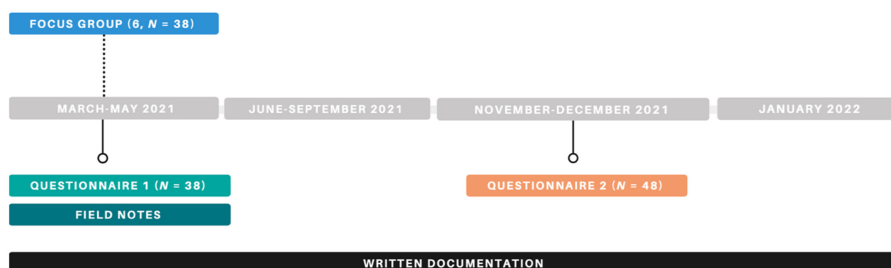 FOCUS GROUP (6, N = 38)
MARCH-MAY 2021
JUNE-SEPTEMBER 2021
NOVEMBER-DECEMBER 2021
JANUARY 2022
QUESTIONNAIRE 1 (N = 38)
QUESTIONNAIRE 2 (N = 48)
FIELD NOTES
WRITTEN DOCUMENTATION